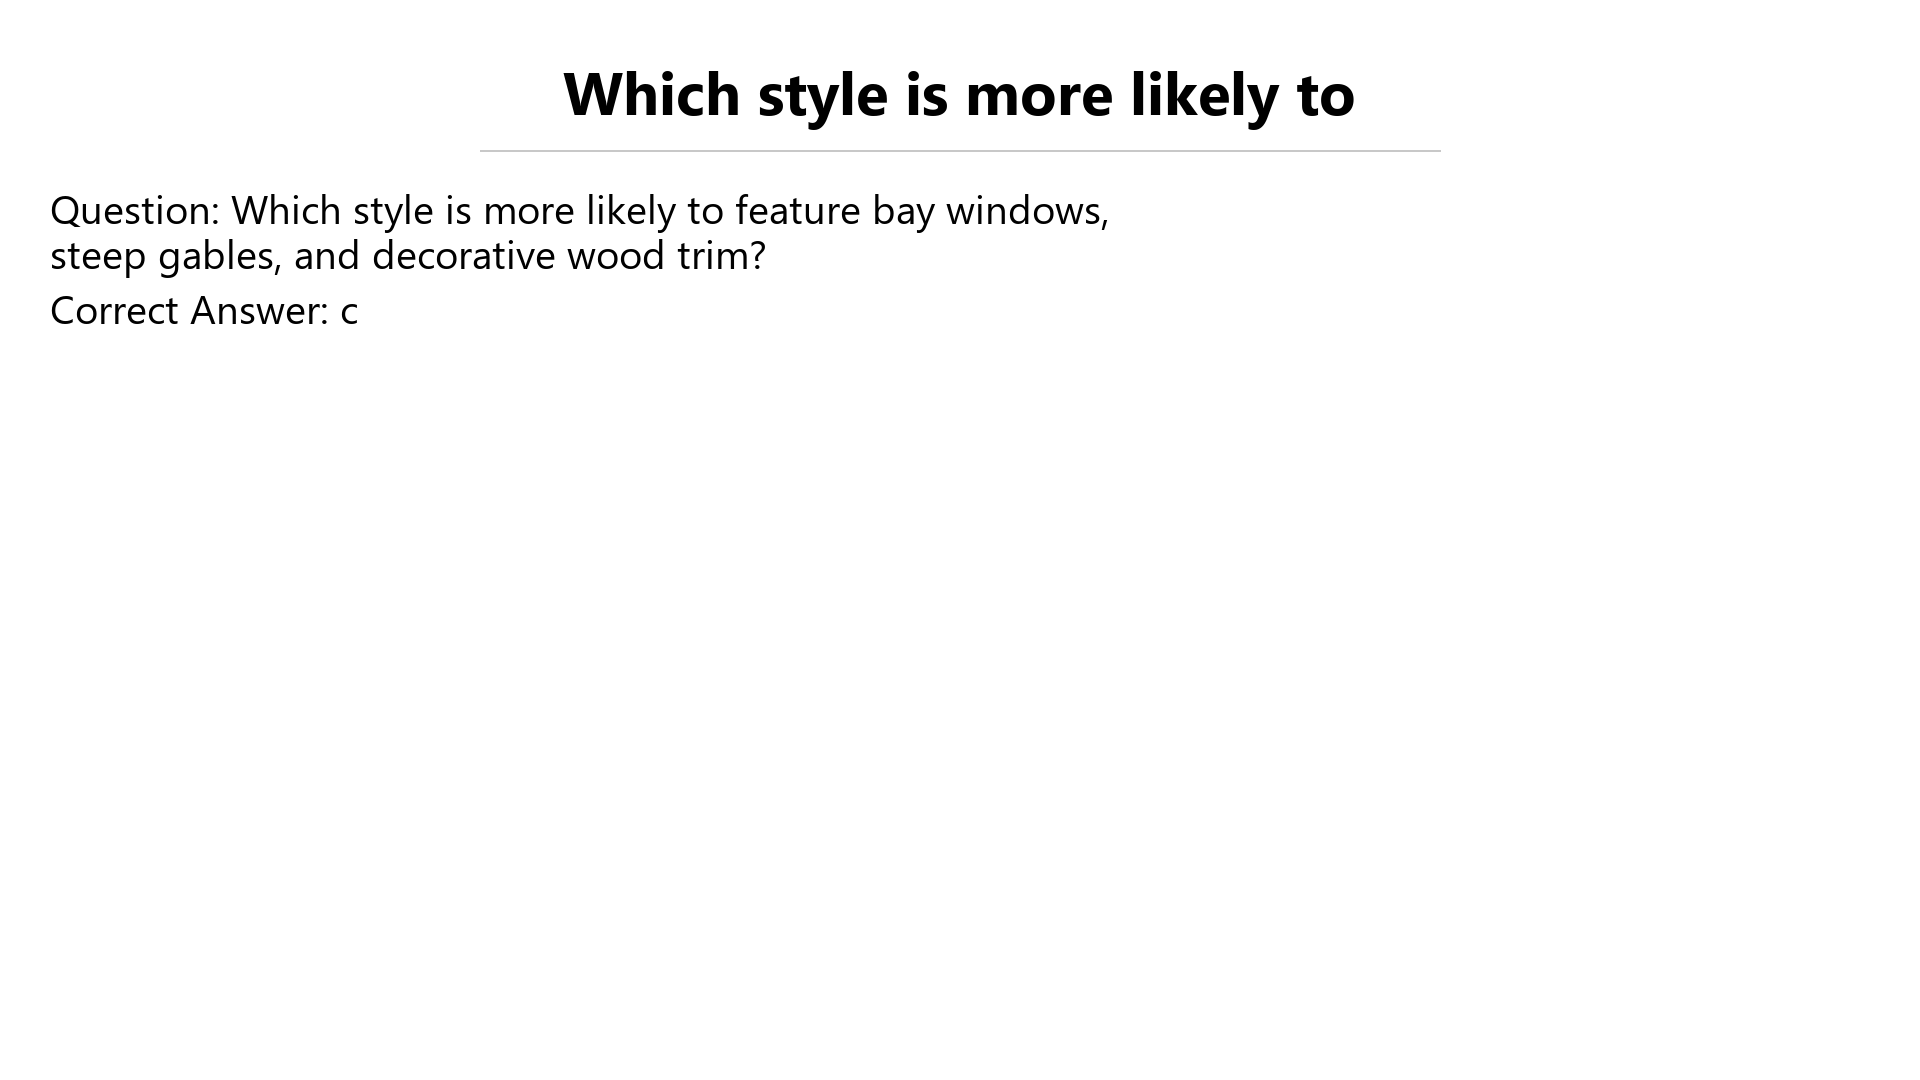 Which style is more likely to
Question: Which style is more likely to feature bay windows,
steep gables, and decorative wood trim?
Correct Answer: c